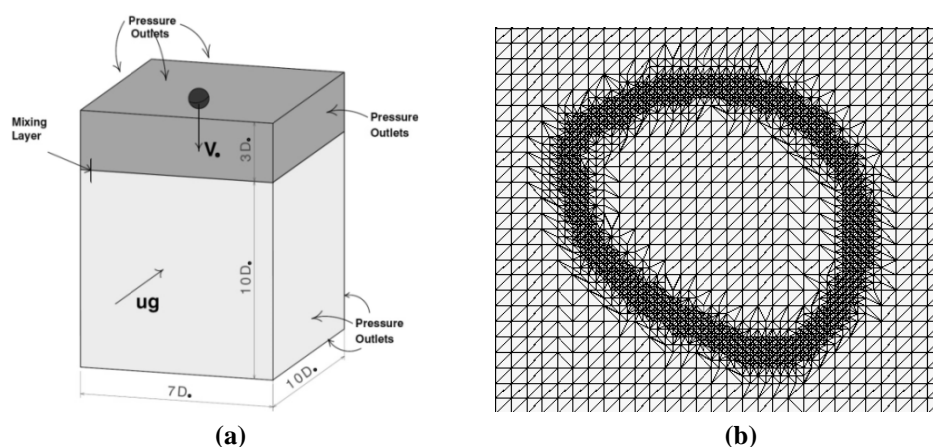 Pressure
Outlets
Mixing
Layer
V.
3D.
Pressure
Outlets
10D.
ug
Pressure
Outlets
7D.
10D.
(a)
(b)